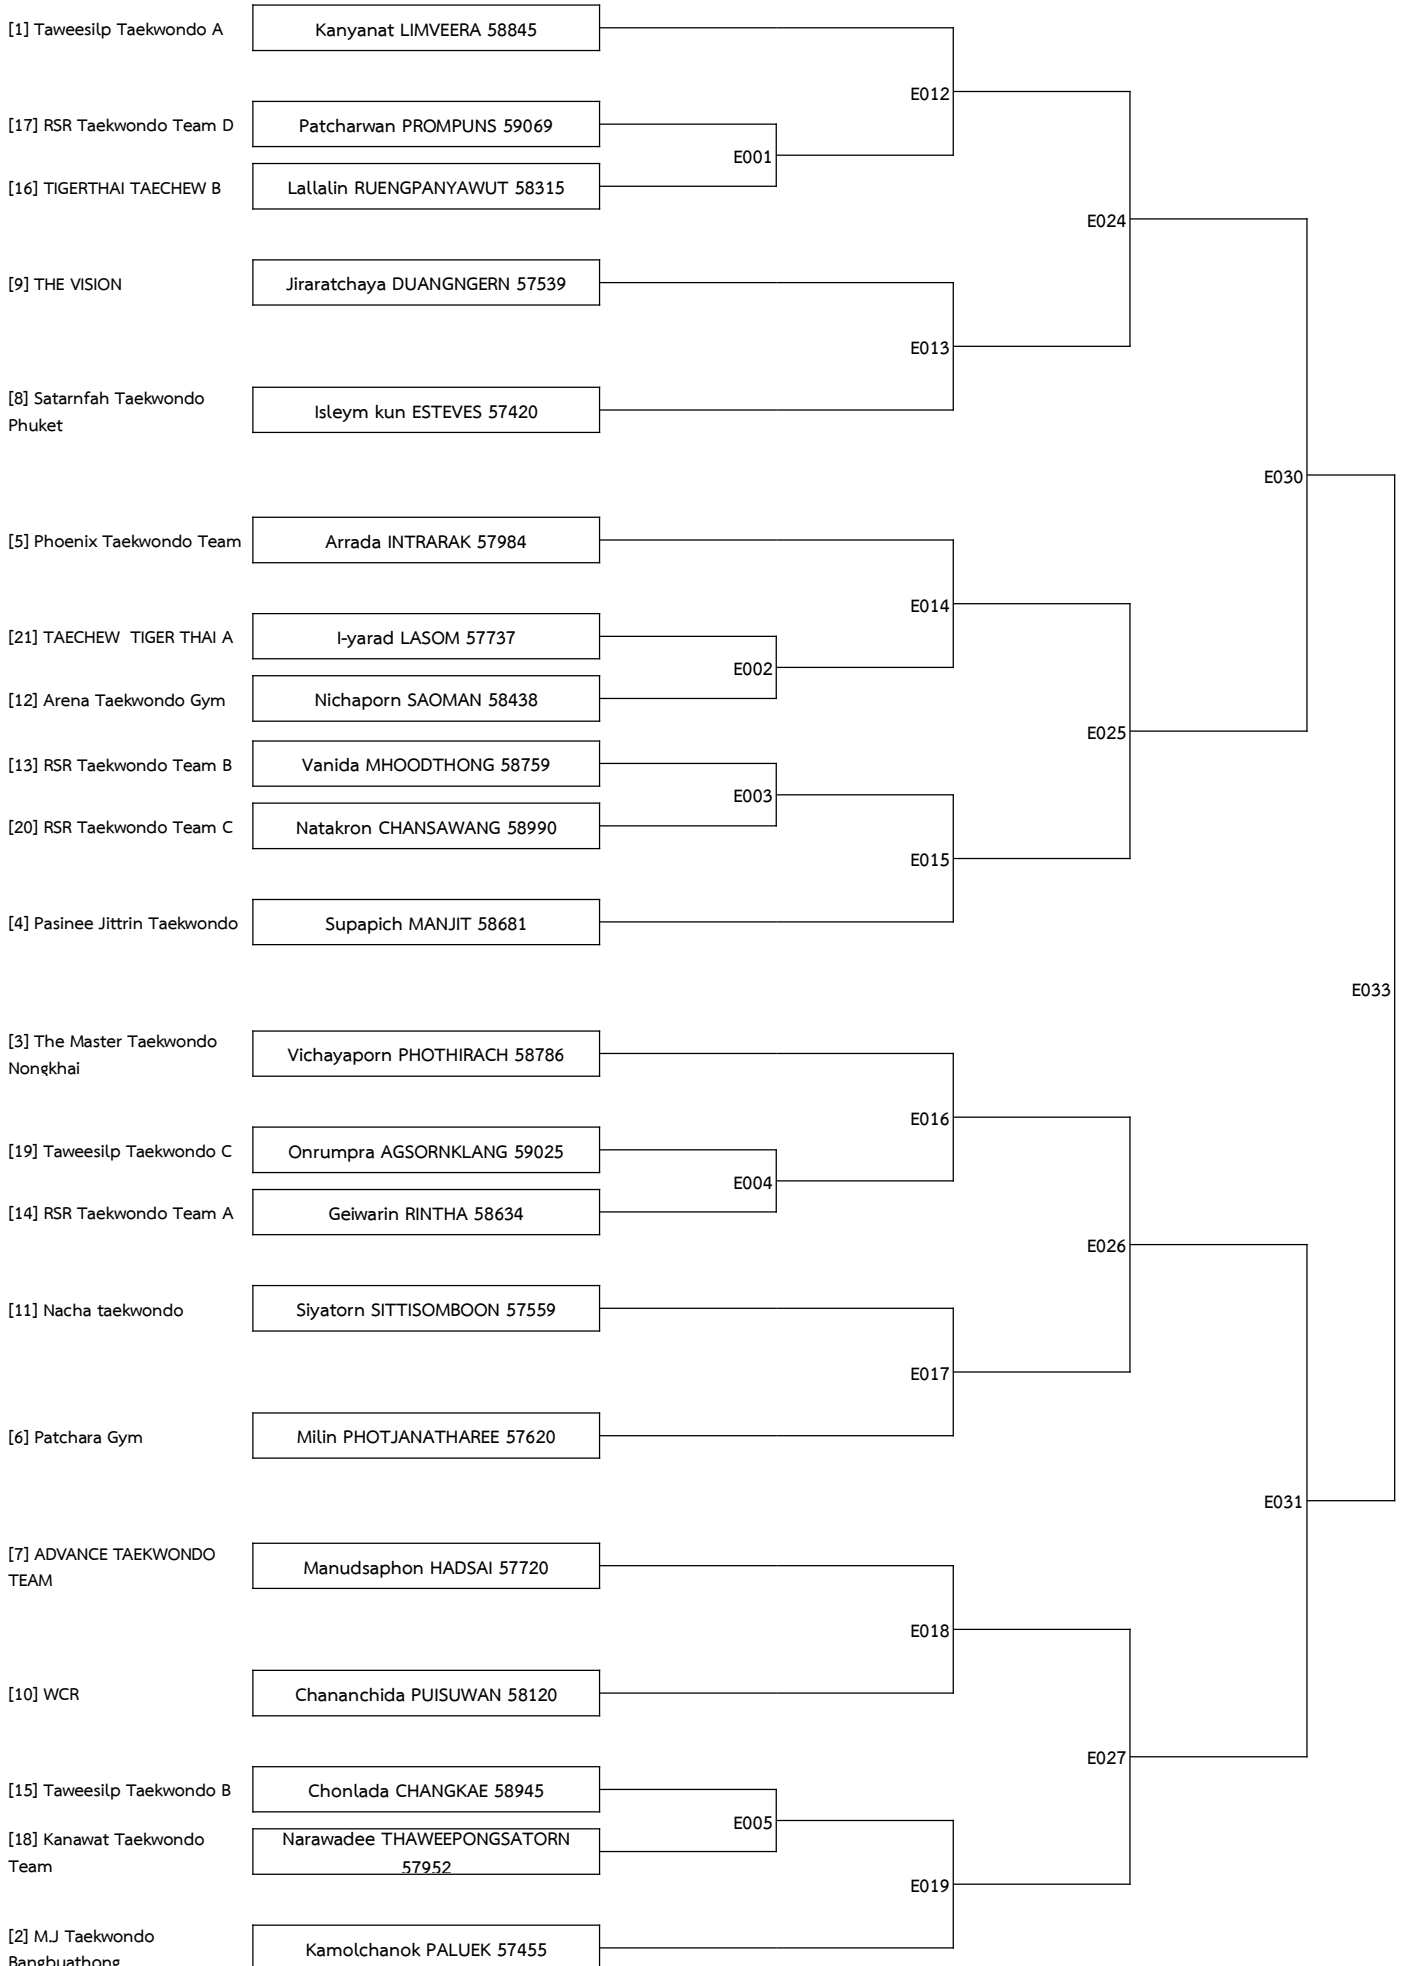 [1] Taweesilp Taekwondo A
Kanyanat LIMVEERA 58845
E012
[17] RSR Taekwondo Team D
Patcharwan PROMPUNS 59069
E001
[16] TIGERTHAI TAECHEW B
Lallalin RUENGPANYAWUT 58315
E024
[9] THE VISION
Jiraratchaya DUANGNGERN 57539
E013
[8] Satarnfah Taekwondo
Phuket
Isleym kun ESTEVES 57420
E030
[5] Phoenix Taekwondo Team
Arrada INTRARAK 57984
E014
[21] TAECHEW  TIGER THAI A
I-yarad LASOM 57737
E002
[12] Arena Taekwondo Gym
Nichaporn SAOMAN 58438
E025
[13] RSR Taekwondo Team B
Vanida MHOODTHONG 58759
E003
[20] RSR Taekwondo Team C
Natakron CHANSAWANG 58990
E015
[4] Pasinee Jittrin Taekwondo
Supapich MANJIT 58681
E033
[3] The Master Taekwondo
Nongkhai
Vichayaporn PHOTHIRACH 58786
E016
[19] Taweesilp Taekwondo C
Onrumpra AGSORNKLANG 59025
E004
[14] RSR Taekwondo Team A
Geiwarin RINTHA 58634
E026
[11] Nacha taekwondo
Siyatorn SITTISOMBOON 57559
E017
[6] Patchara Gym
Milin PHOTJANATHAREE 57620
E031
[7] ADVANCE TAEKWONDO
TEAM
Manudsaphon HADSAI 57720
E018
[10] WCR
Chananchida PUISUWAN 58120
E027
[15] Taweesilp Taekwondo B
Chonlada CHANGKAE 58945
E005
[18] Kanawat Taekwondo
Team
Narawadee THAWEEPONGSATORN
57952
E019
[2] M.J Taekwondo
Bangbuathong
Kamolchanok PALUEK 57455